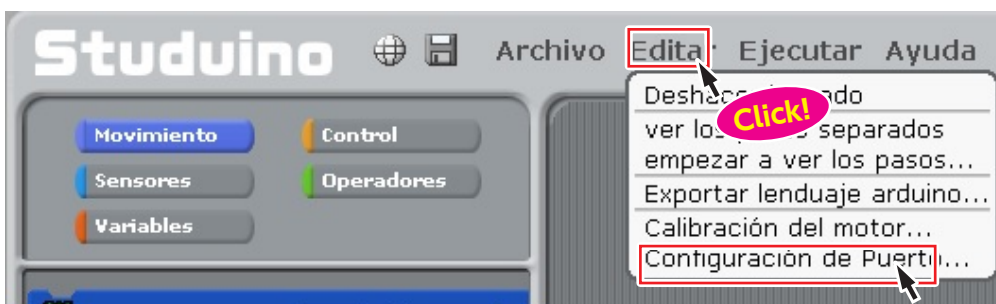 Studuino Archivo Edita Ejecutar Ayuda
Movimiento Control
Sensores Operadores
Variables
Click!
ver los separados
empezar a ver los pasos...
Exportar lenduaje arduino...
Calibración del motor...
Configuración de Puerto...